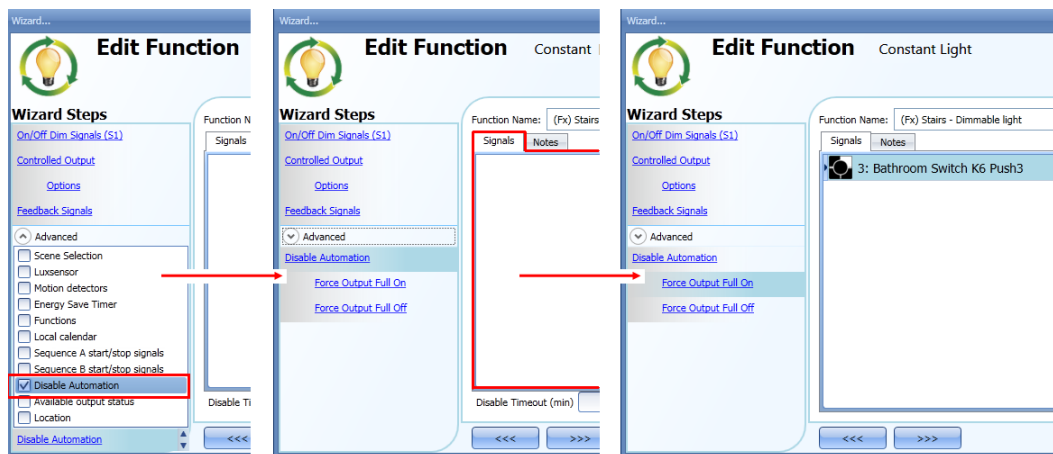 Wizard...
Edit Function
Wizard Steps
On/Off Dim Signals (S1)
Controlled Output
Options
Feedback Signals
Advanced
Scene Selection
Luxsensor
Motion detectors
Energy Save Timer
Functions
Local calendar
Sequence A start/stop signals
Sequence B start/stop signals
Disable Automation
Available output status
Location
Disable Automation
Function N
Signals
Disable Ti
<<<
Wizard...
Edit Function Constant
Wizard Steps
On/Off Dim Signals (S1)
Controlled Output
Options
Feedback Signals
Advanced
Disable Automation
Force Output Full On
Force Output Full Off
Function Name: (Fx) Stairs
Signals Notes
Disable Timeout (min)
<<< >>>
Wizard...
Edit Function Constant Light
Wizard Steps
On/Off Dim Signals (S1)
Controlled Output
Options
Feedback Signals
Advanced
Disable Automation
Force Output Full On
Force Output Full Off
Function Name: (Fx) Stairs - Dimmable light
Signals Notes
3: Bathroom Switch K6 Push3
<<< >>>